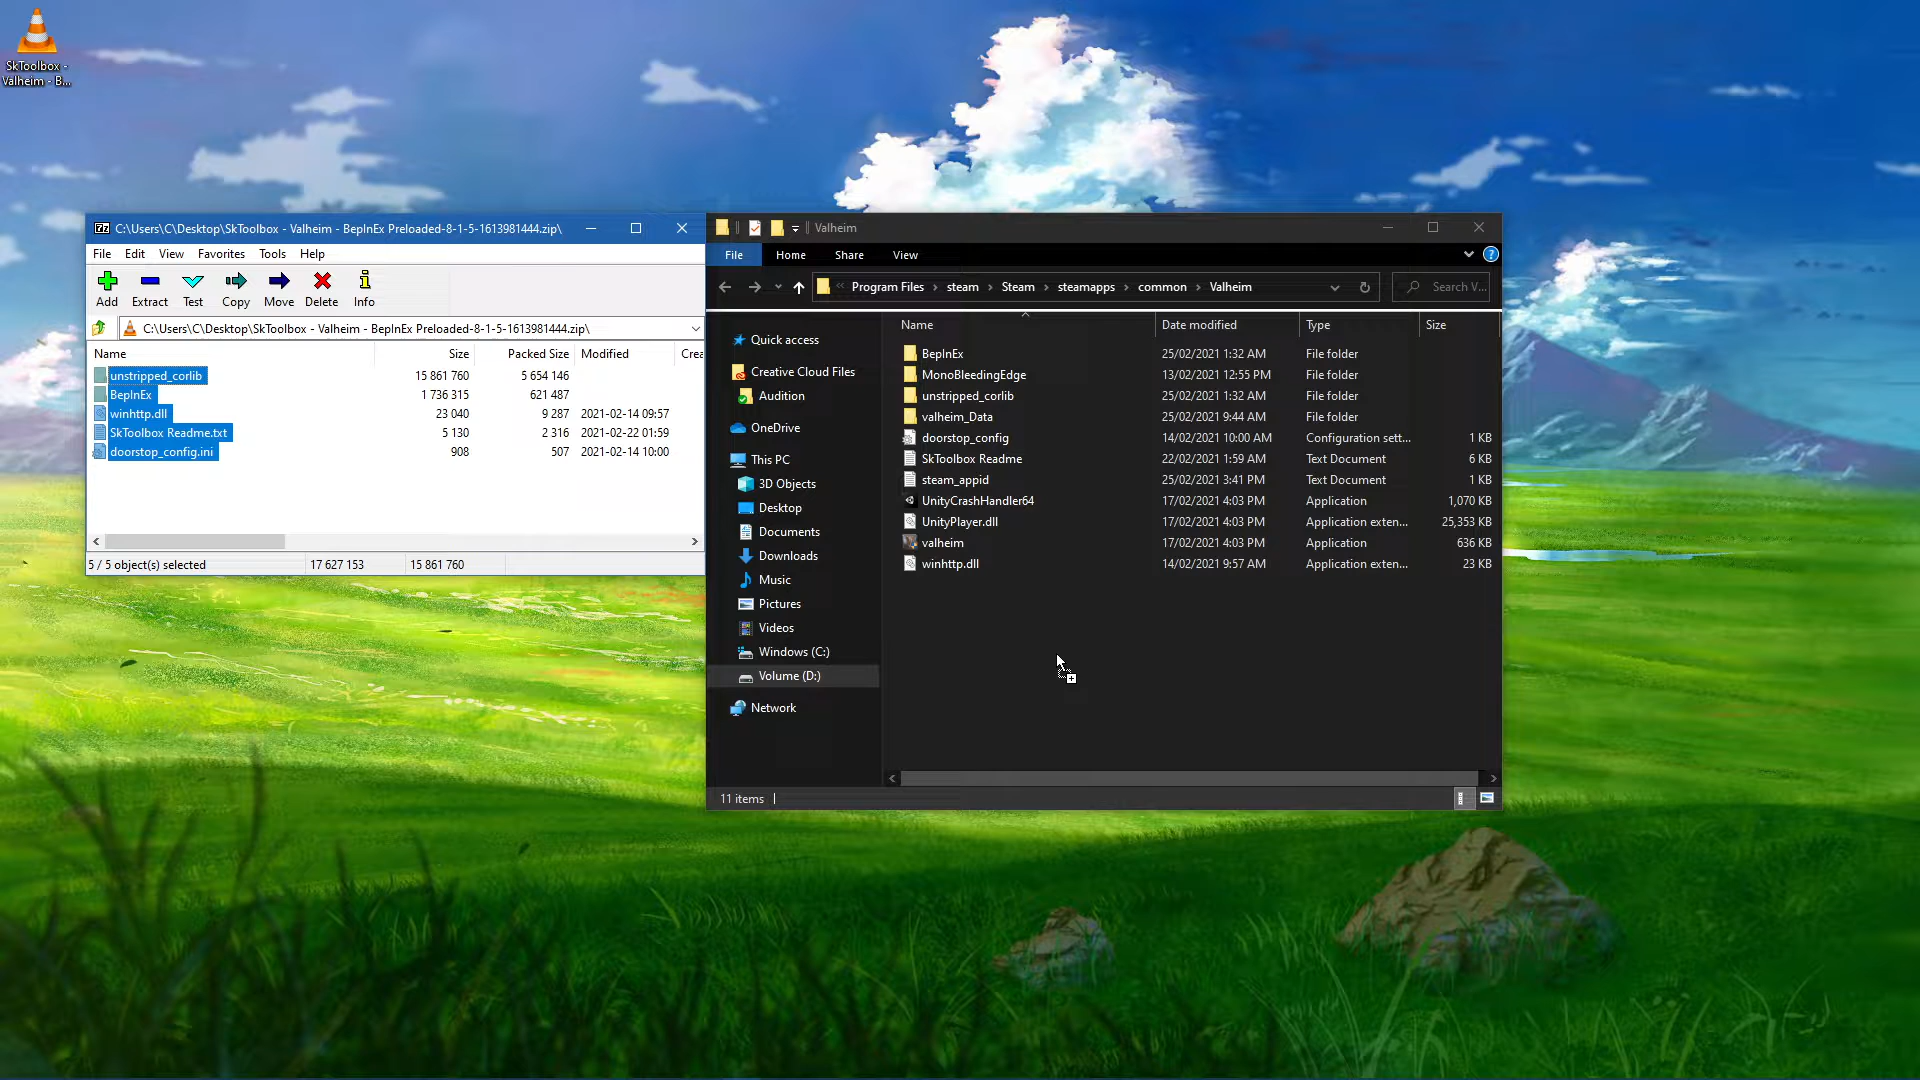 SkToolbox -
Valheim - B...
C:\Users\C\Desktop\SkToolbox - Valheim - BepInEx Preloaded-8-1-5-1613981444.zip\
File Edit View Favorites Tools Help
Add Extract Test Copy Move Delete Info
C:\Users\C\Desktop\SkToolbox - Valheim - BepInEx Preloaded-8-1-5-1613981444.zip\
Name Size Packed Size Modified Crea
unstripped_corlib 15 861 760 5 654 146
BepInEx 1 736 315 621 487
winhttp.dll 23 040 9 287 2021-02-14 09:57
SkToolbox Readme.txt 5 130 2 316 2021-02-22 01:59
doorstop_config.ini 908 507 2021-02-14 10:00
5 / 5 object(s) selected 17 627 153 15 861 760
Valheim
File Home Share View
Program Files › steam › Steam › steamapps › common › Valheim
Search V...
Quick access
Creative Cloud Files
Audition
OneDrive
This PC
3D Objects
Desktop
Documents
Downloads
Music
Pictures
Videos
Windows (C:)
Volume (D:)
Network
Name Date modified Type Size
BepInEx 25/02/2021 1:32 AM File folder
MonoBleedingEdge 13/02/2021 12:55 PM File folder
unstripped_corlib 25/02/2021 1:32 AM File folder
valheim_Data 25/02/2021 9:44 AM File folder
doorstop_config 14/02/2021 10:00 AM Configuration sett... 1 KB
SkToolbox Readme 22/02/2021 1:59 AM Text Document 6 KB
steam_appid 25/02/2021 3:41 PM Text Document 1 KB
UnityCrashHandler64 17/02/2021 4:03 PM Application 1,070 KB
UnityPlayer.dll 17/02/2021 4:03 PM Application exten... 25,353 KB
valheim 17/02/2021 4:03 PM Application 636 KB
winhttp.dll 14/02/2021 9:57 AM Application exten... 23 KB
11 items